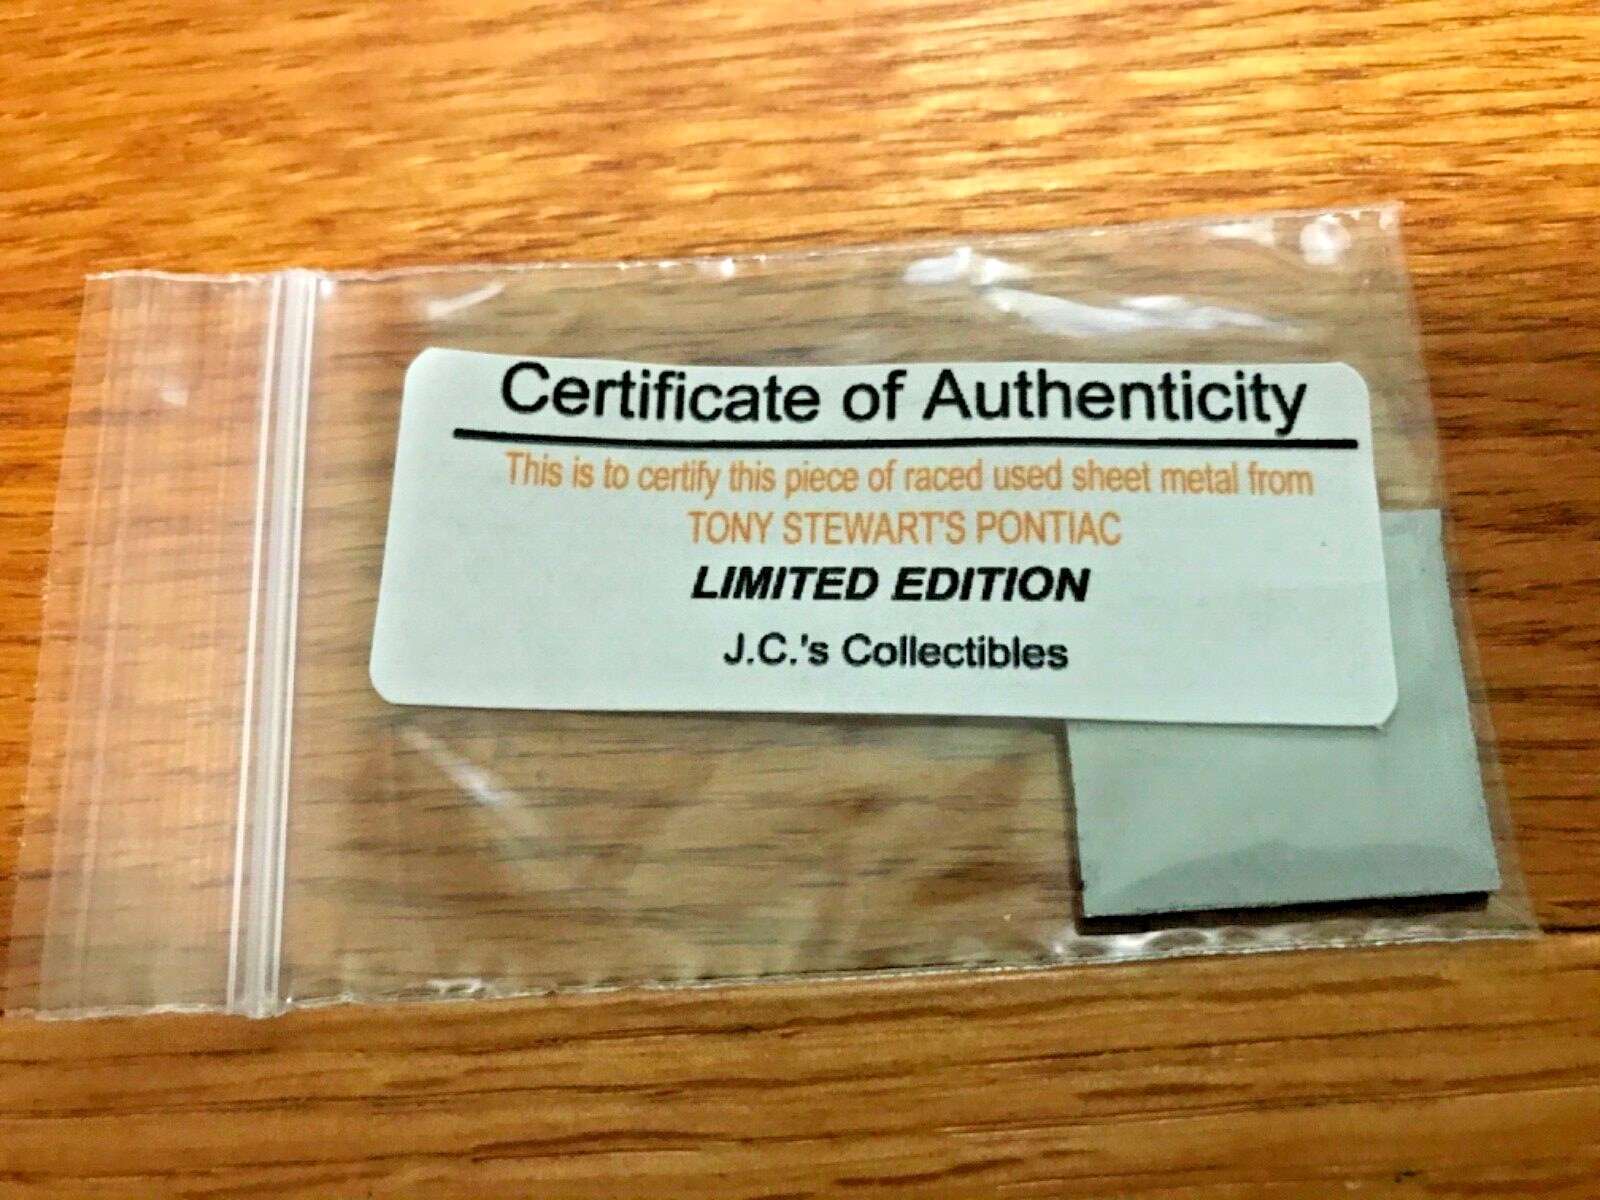 Certificate of Authenticity
This is to certify this piece of raced used sheet metal from
TONY STEWART'S PONTIAC
LIMITED EDITION
J.C.'s Collectibles